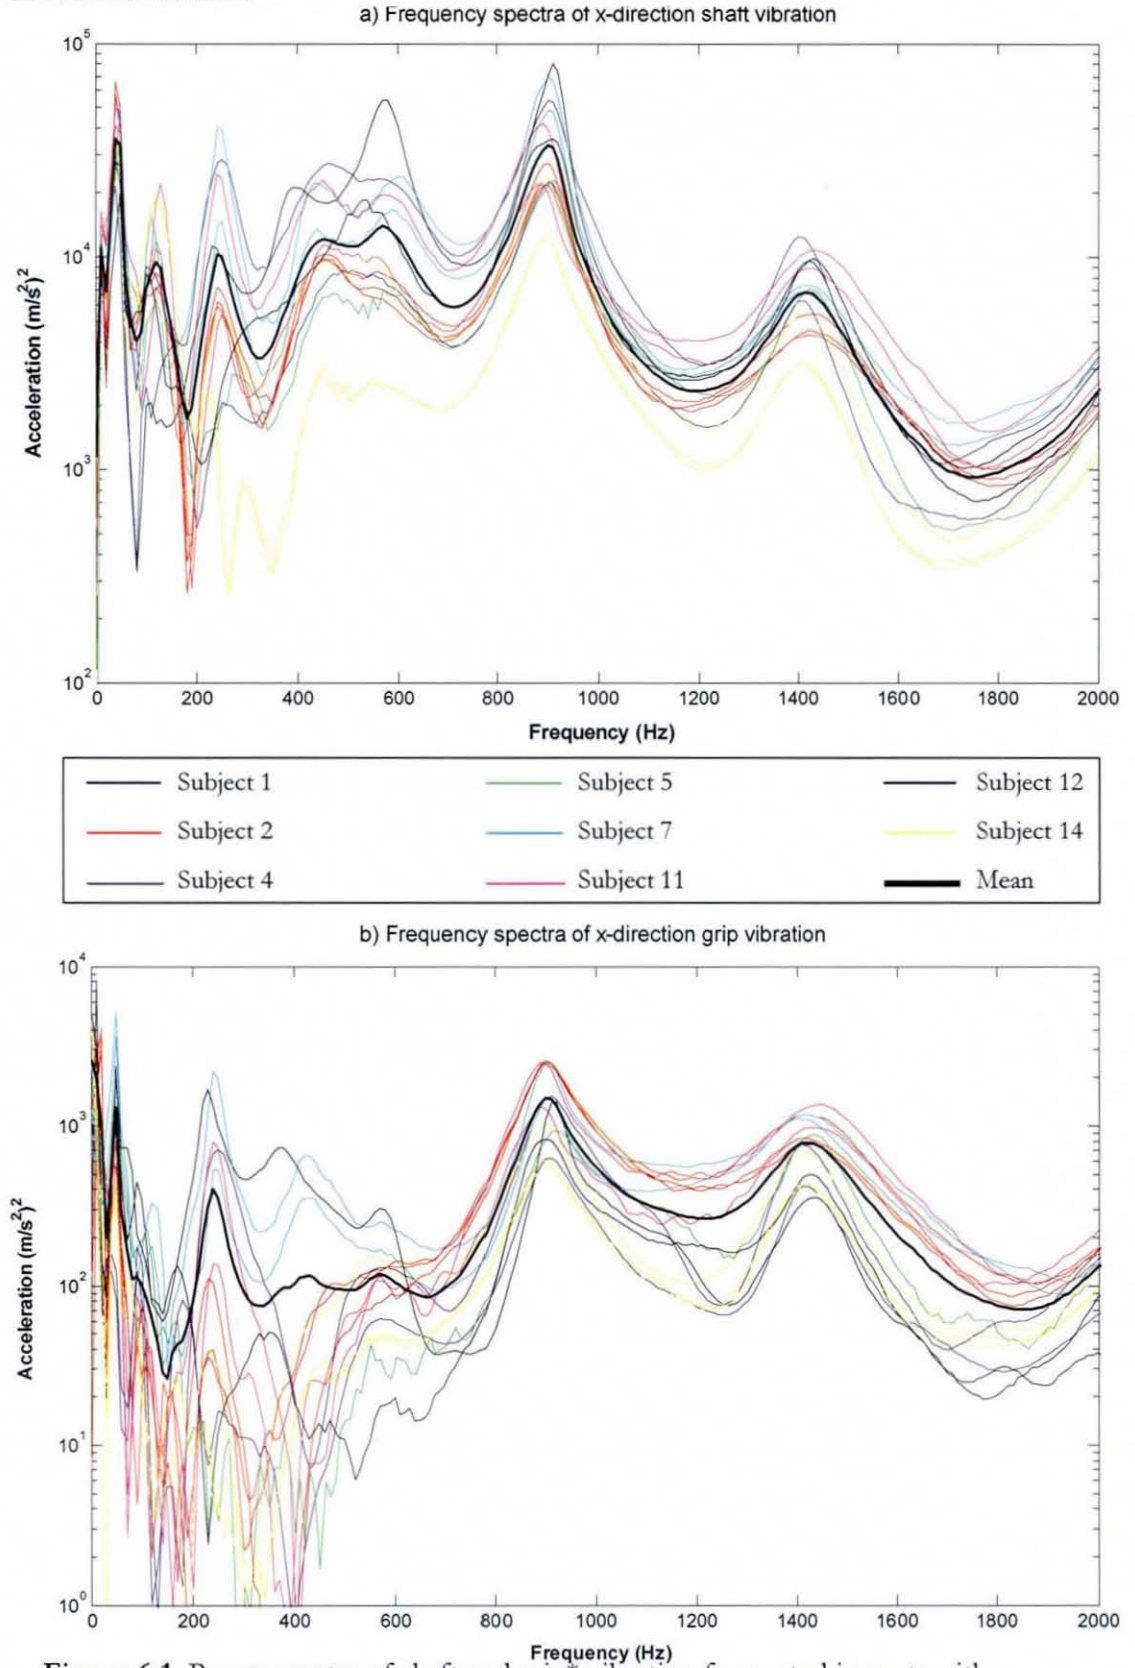 a) Frequency spectra of x-direction shaft vibration
10^5
10^4
10^3
10^2
Acceleration (m/s^2)^2
0 200 400 600 800 1000 1200 1400 1600 1800 2000
Frequency (Hz)
Subject 1 Subject 5 Subject 12
Subject 2 Subject 7 Subject 14
Subject 4 Subject 11 Mean
b) Frequency spectra of x-direction grip vibration
10^4
10^3
10^2
10^1
10^0
Acceleration (m/s^2)^2
0 200 400 600 800 1000 1200 1400 1600 1800 2000
Frequency (Hz)